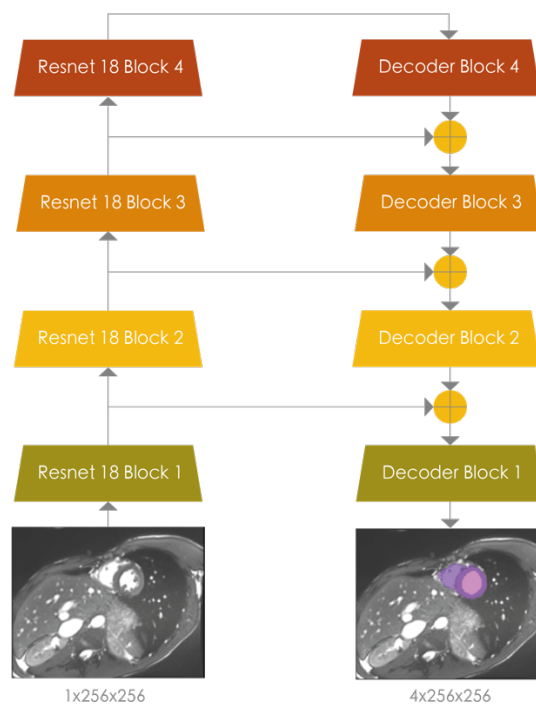 Resnet 18 Block 4
Decoder Block 4
Resnet 18 Block 3
Decoder Block 3
Resnet 18 Block 2
Decoder Block 2
Resnet 18 Block 1
Decoder Block 1
1x256x256
4x256x256